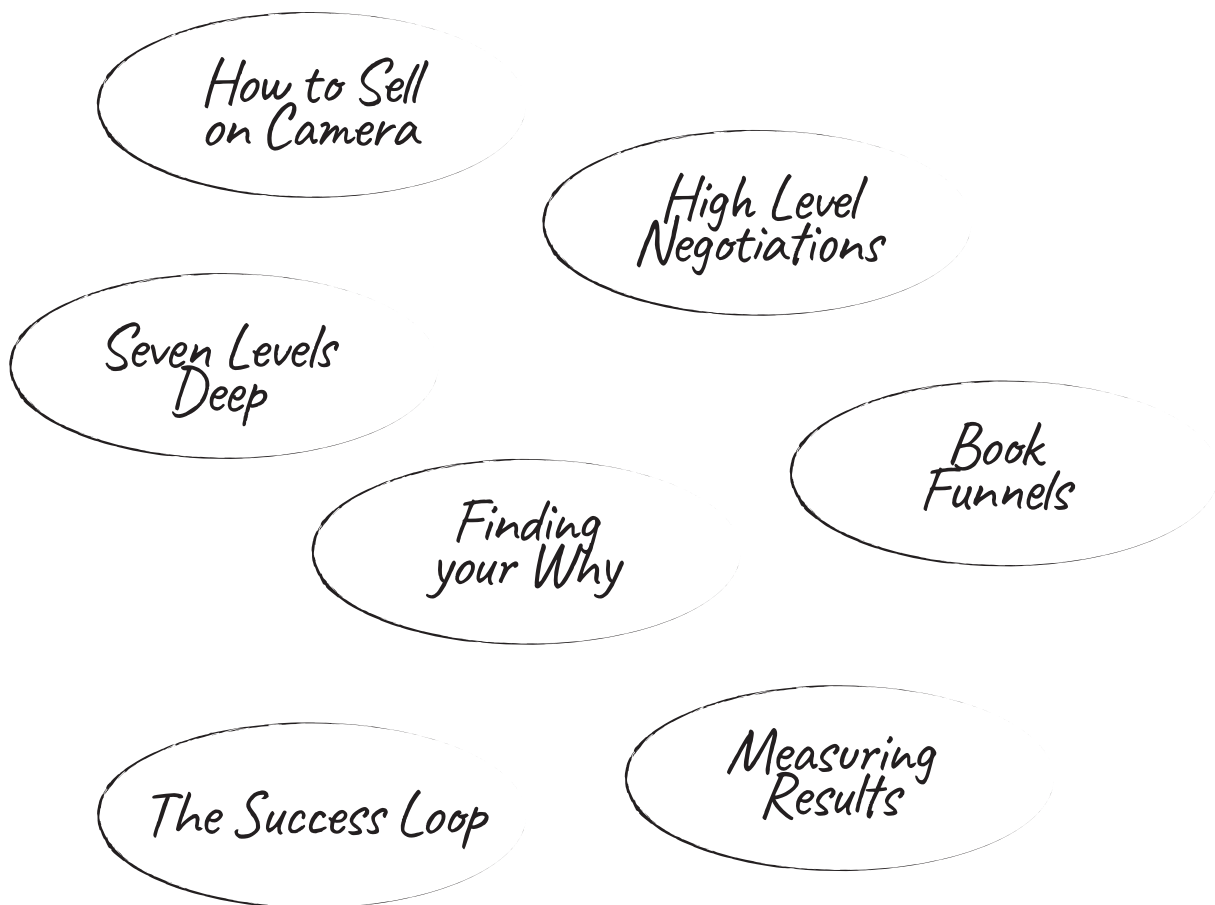 How to Sell
on Camera
High Level
Negotiations
Seven Levels
Deep
Book
Funnels
Finding
your Why
Measuring
Results
The Success Loop